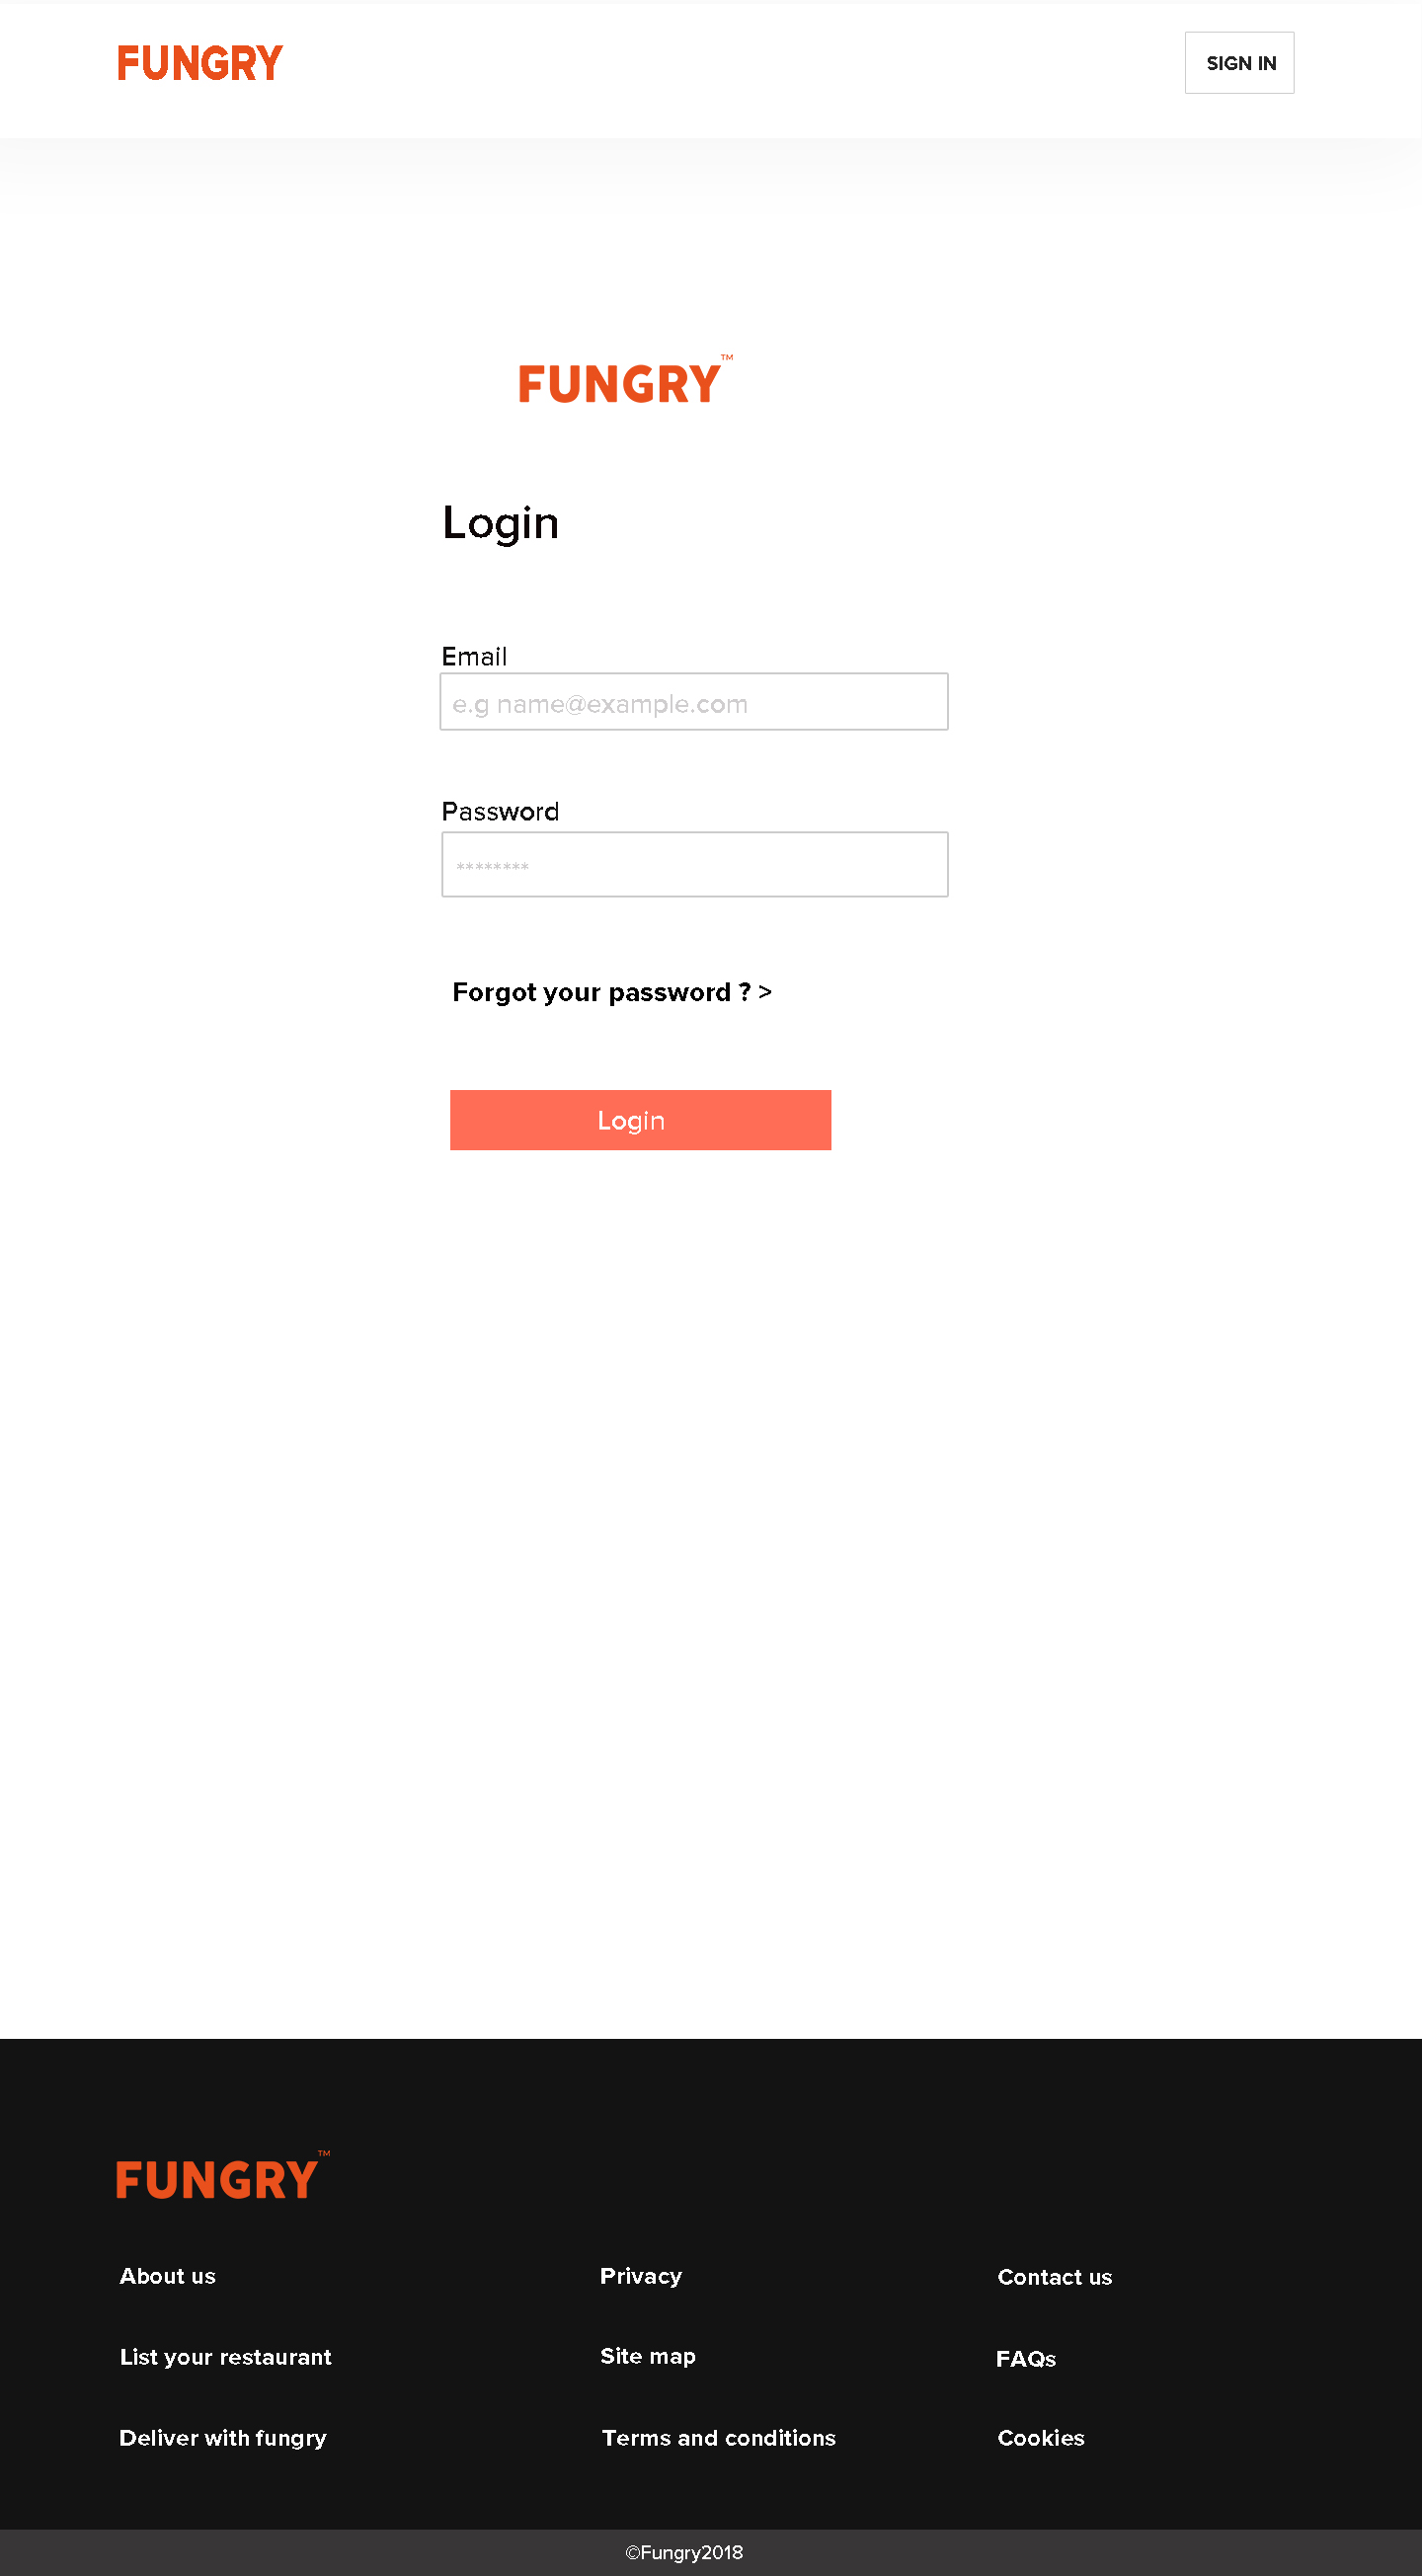 FUNGRY
SIGN IN
FUNGRY™
Login
Email
e.g name@example.com
Password
********
Forgot your password ? >
Login
FUNGRY™
About us
Privacy
Contact us
List your restaurant
Site map
FAQs
Deliver with fungry
Terms and conditions
Cookies
©Fungry2018